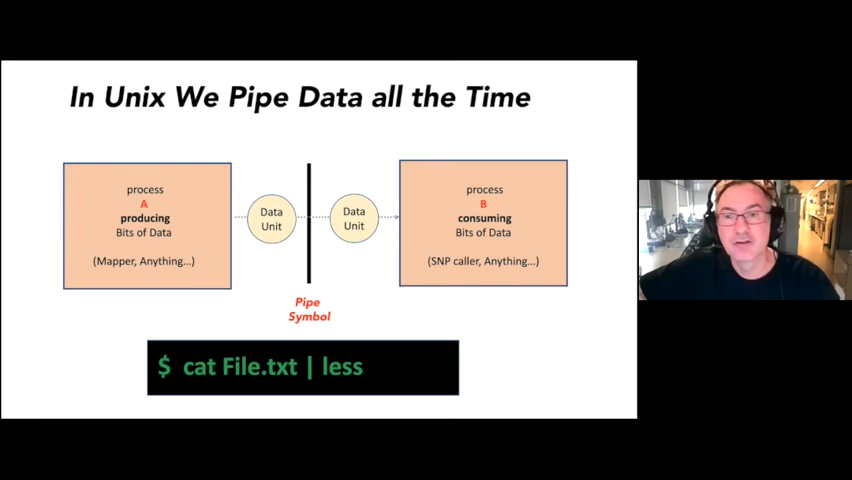 In Unix We Pipe Data all the Time
process
A
producing
Bits of Data
(Mapper, Anything...)
Data
Unit
Data
Unit
process
B
consuming
Bits of Data
(SNP caller, Anything...)
Pipe
Symbol
$ cat File.txt | less